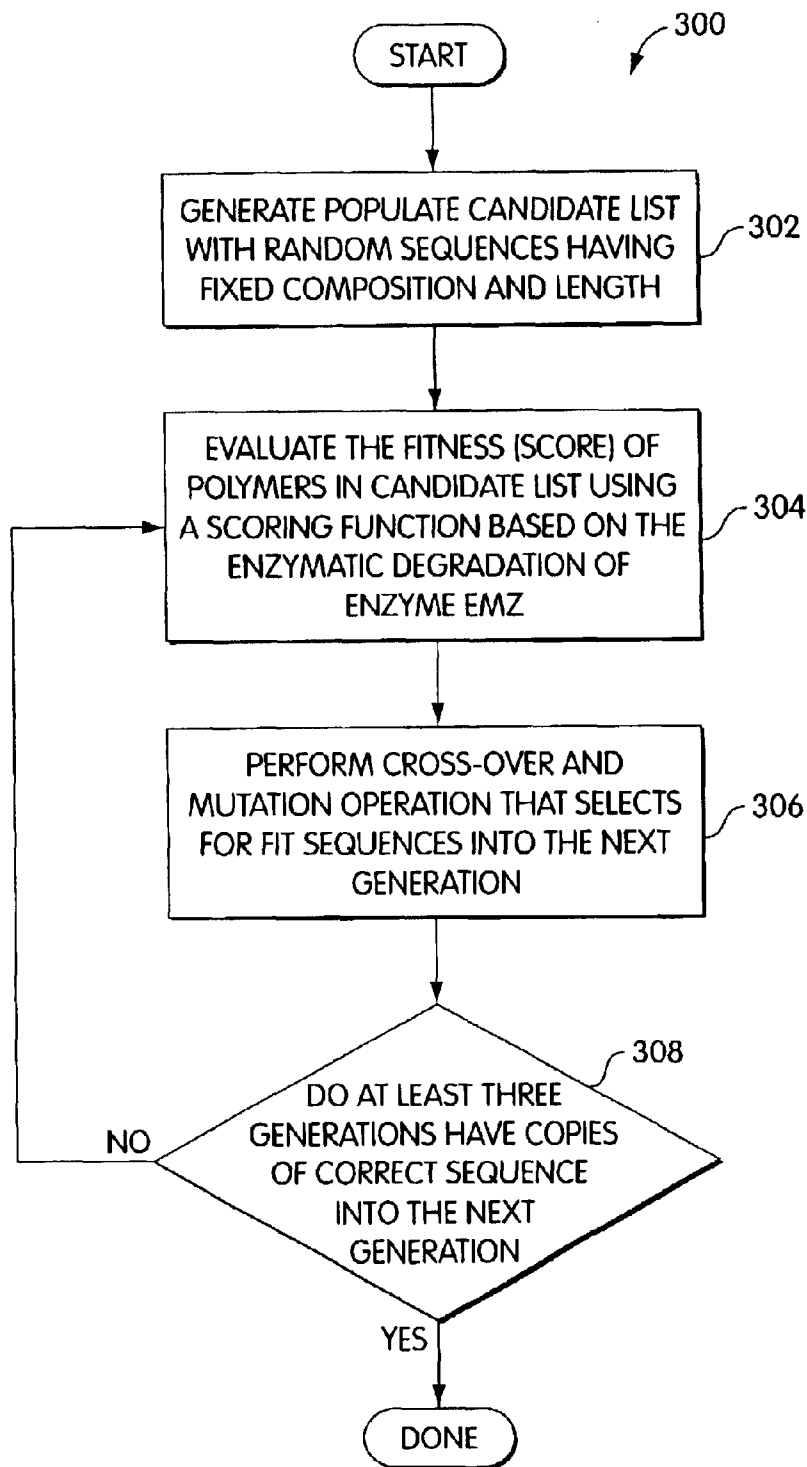 300
START
GENERATE POPULATE CANDIDATE LIST
WITH RANDOM SEQUENCES HAVING
FIXED COMPOSITION AND LENGTH
302
EVALUATE THE FITNESS (SCORE) OF
POLYMERS IN CANDIDATE LIST USING
A SCORING FUNCTION BASED ON THE
ENZYMATIC DEGRADATION OF
ENZYME EMZ
304
PERFORM CROSS-OVER AND
MUTATION OPERATION THAT SELECTS
FOR FIT SEQUENCES INTO THE NEXT
GENERATION
306
308
DO AT LEAST THREE
GENERATIONS HAVE COPIES
OF CORRECT SEQUENCE
INTO THE NEXT
GENERATION
NO
YES
DONE